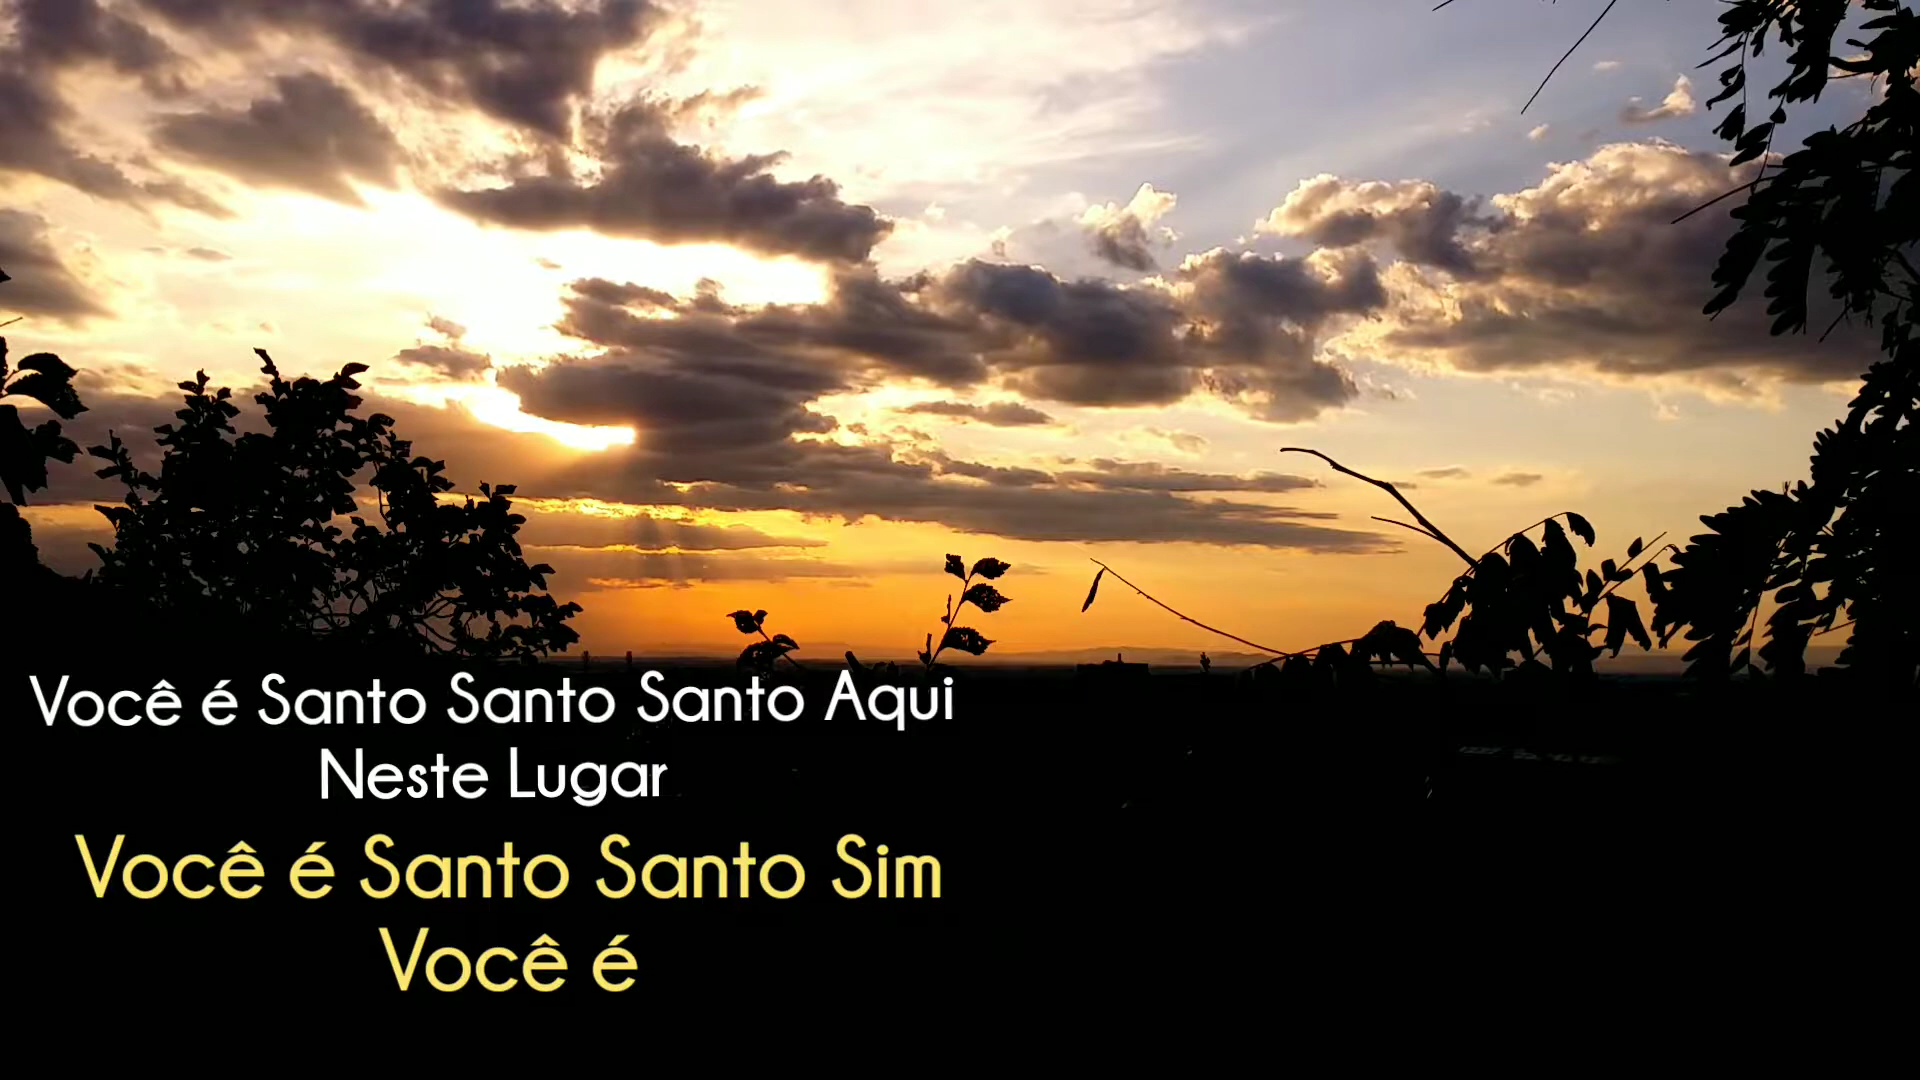 Você é Santo Santo Santo Aqui
Neste Lugar
Você é Santo Santo Sim
Você é